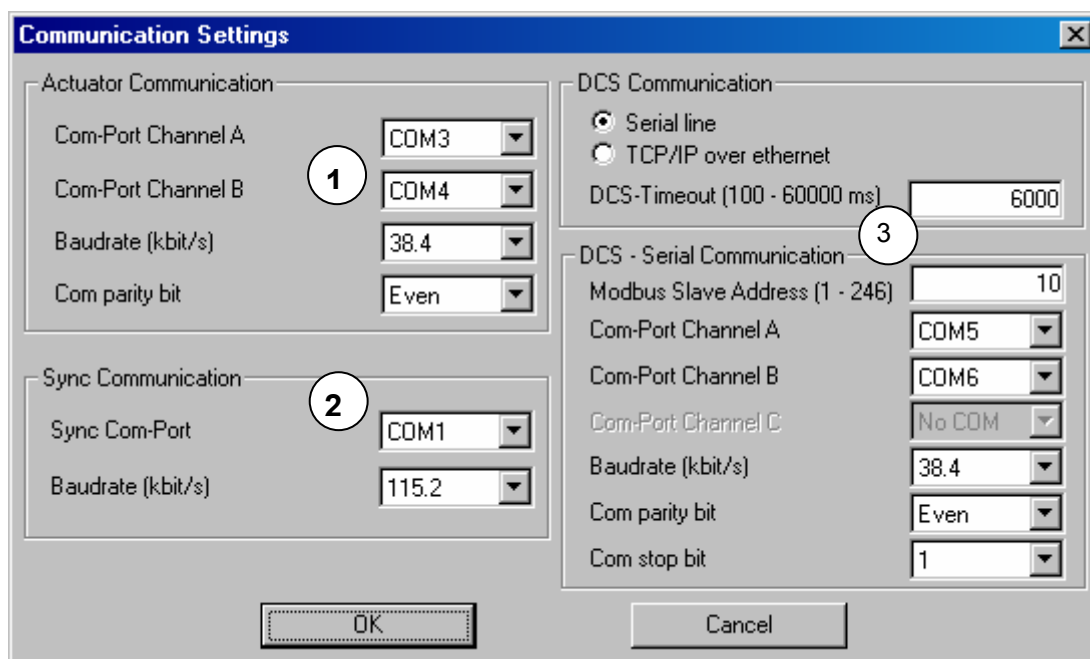 Communication Settings
Actuator Communication
Com-Port Channel A COM3
1
Com-Port Channel B COM4
Baudrate (kbit/s) 38.4
Com parity bit Even
Sync Communication
2
Sync Com-Port COM1
Baudrate (kbit/s) 115.2
DCS Communication
Serial line
TCP/IP over ethernet
DCS-Timeout (100 - 60000 ms) 6000
3
DCS - Serial Communication
Modbus Slave Address (1 - 246) 10
Com-Port Channel A COM5
Com-Port Channel B COM6
Com-Port Channel C No COM
Baudrate (kbit/s) 38.4
Com parity bit Even
Com stop bit 1
OK
Cancel